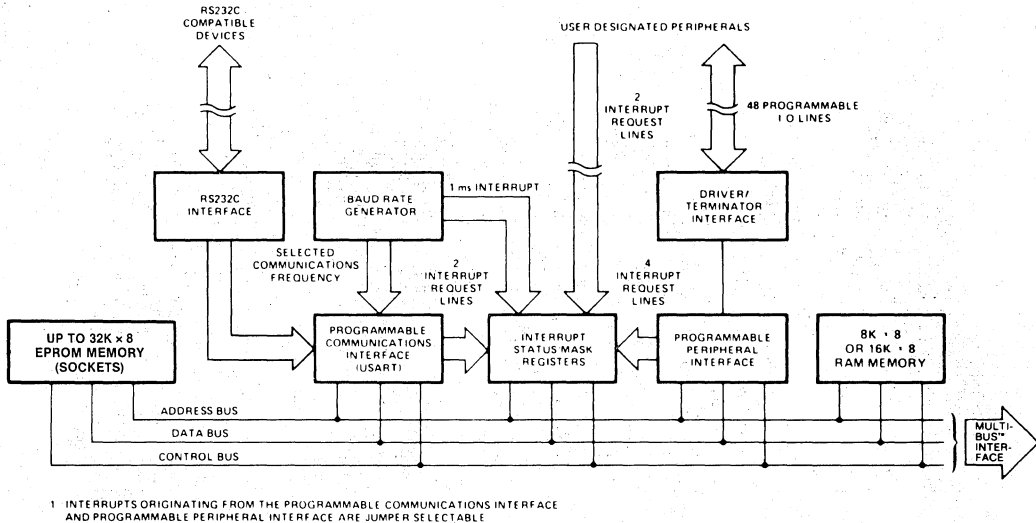 RS232C
COMPATIBLE
DEVICES
USER DESIGNATED PERIPHERALS
2
INTERRUPT
REQUEST
LINES
48 PROGRAMMABLE
I O LINES
RS232C
INTERFACE
BAUD RATE
GENERATOR
1 ms INTERRUPT
DRIVER/
TERMINATOR
INTERFACE
SELECTED
COMMUNICATIONS
FREQUENCY
2
INTERRUPT
REQUEST
LINES
4
INTERRUPT
REQUEST
LINES
UP TO 32K × 8
EPROM MEMORY
(SOCKETS)
PROGRAMMABLE
COMMUNICATIONS
INTERFACE
(USART)
INTERRUPT
STATUS MASK
REGISTERS
PROGRAMMABLE
PERIPHERAL
INTERFACE
8K × 8
OR 16K × 8
RAM MEMORY
ADDRESS BUS
DATA BUS
CONTROL BUS
MULTI-
BUS™
INTER-
FACE
1 INTERRUPTS ORIGINATING FROM THE PROGRAMMABLE COMMUNICATIONS INTERFACE
AND PROGRAMMABLE PERIPHERAL INTERFACE ARE JUMPER SELECTABLE